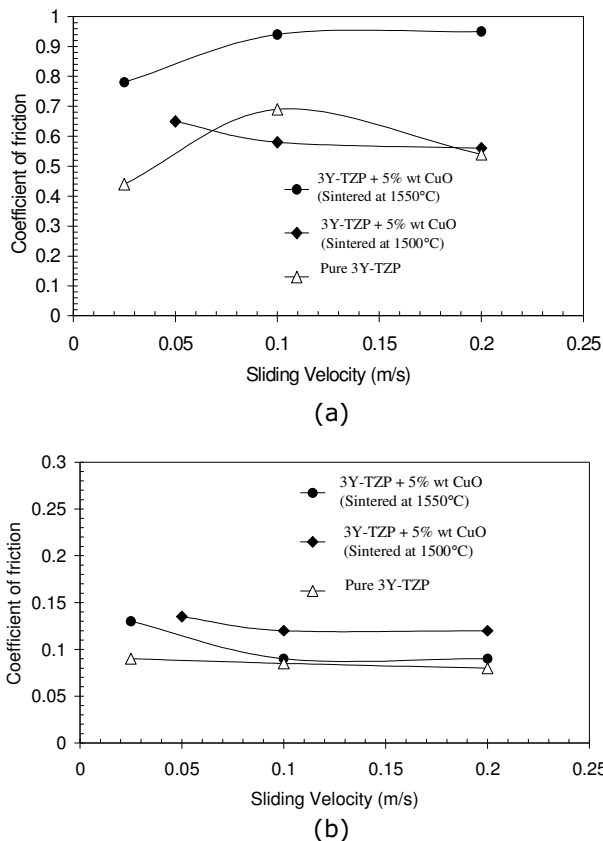 1
0.9
0.8
0.7
0.6
0.5
0.4
0.3
0.2
0.1
0
Coefficient of friction
3Y-TZP + 5% wt CuO
(Sintered at 1550°C)
3Y-TZP + 5% wt CuO
(Sintered at 1500°C)
Pure 3Y-TZP
0 0.05 0.1 0.15 0.2 0.25
Sliding Velocity (m/s)
(a)
0.3
0.25
0.2
0.15
0.1
0.05
0
Coefficient of friction
3Y-TZP + 5% wt CuO
(Sintered at 1550°C)
3Y-TZP + 5% wt CuO
(Sintered at 1500°C)
Pure 3Y-TZP
0 0.05 0.1 0.15 0.2 0.25
Sliding Velocity (m/s)
(b)